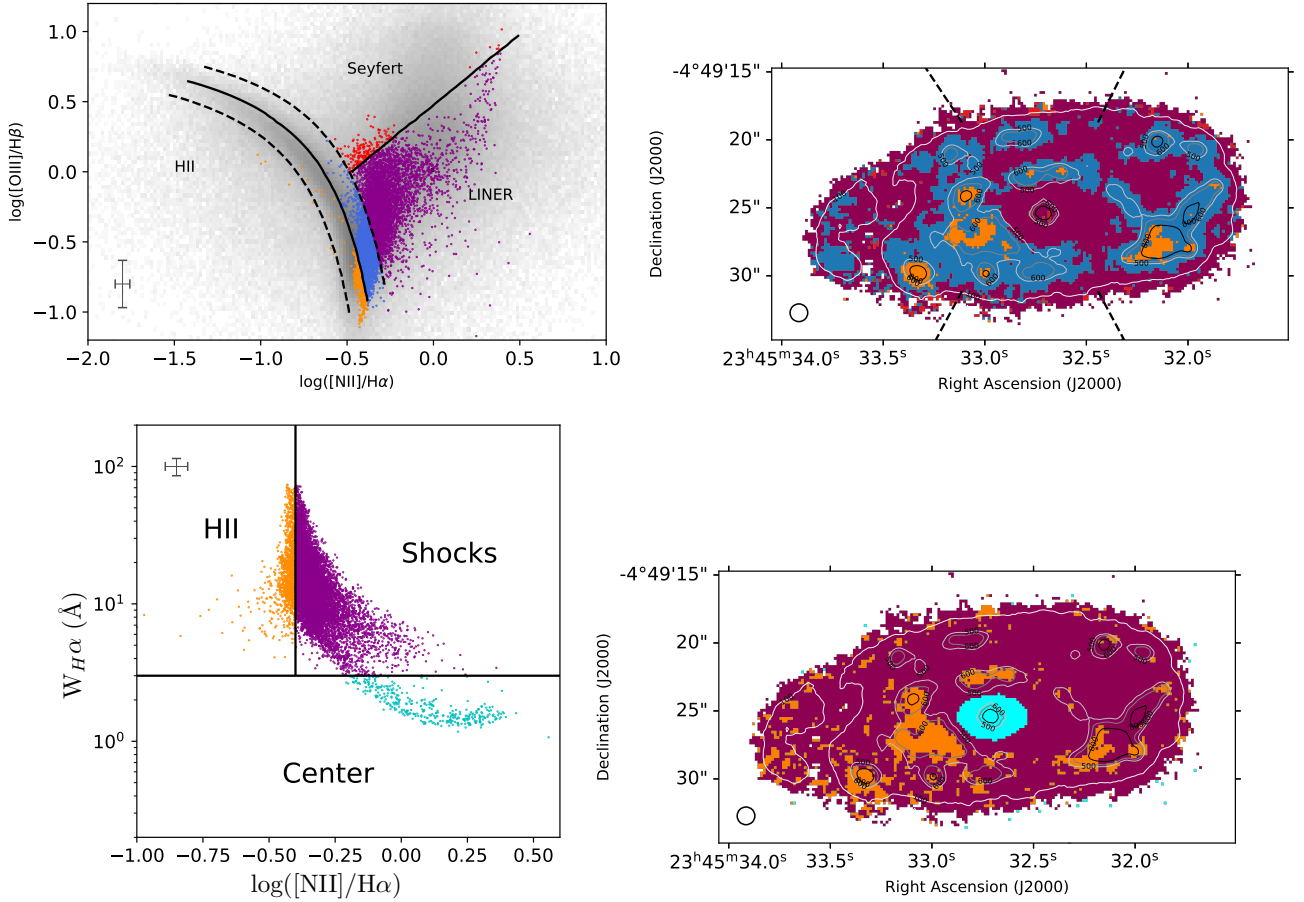 1.0
0.5
0.0
−0.5
−1.0
log([OIII]/Hβ)
Seyfert
HII
LINER
−2.0 −1.5 −1.0 −0.5 0.0 0.5 1.0
log([NII]/Hα)
-4°49'15"
20"
25"
30"
Declination (J2000)
23ʰ45ᵐ34.0ˢ 33.5ˢ 33.0ˢ 32.5ˢ 32.0ˢ
Right Ascension (J2000)
10²
10¹
10⁰
W_Hα (Å)
HII
Shocks
Center
−1.00 −0.75 −0.50 −0.25 0.00 0.25 0.50
log([NII]/Hα)
-4°49'15"
20"
25"
30"
Declination (J2000)
23ʰ45ᵐ34.0ˢ 33.5ˢ 33.0ˢ 32.5ˢ 32.0ˢ
Right Ascension (J2000)